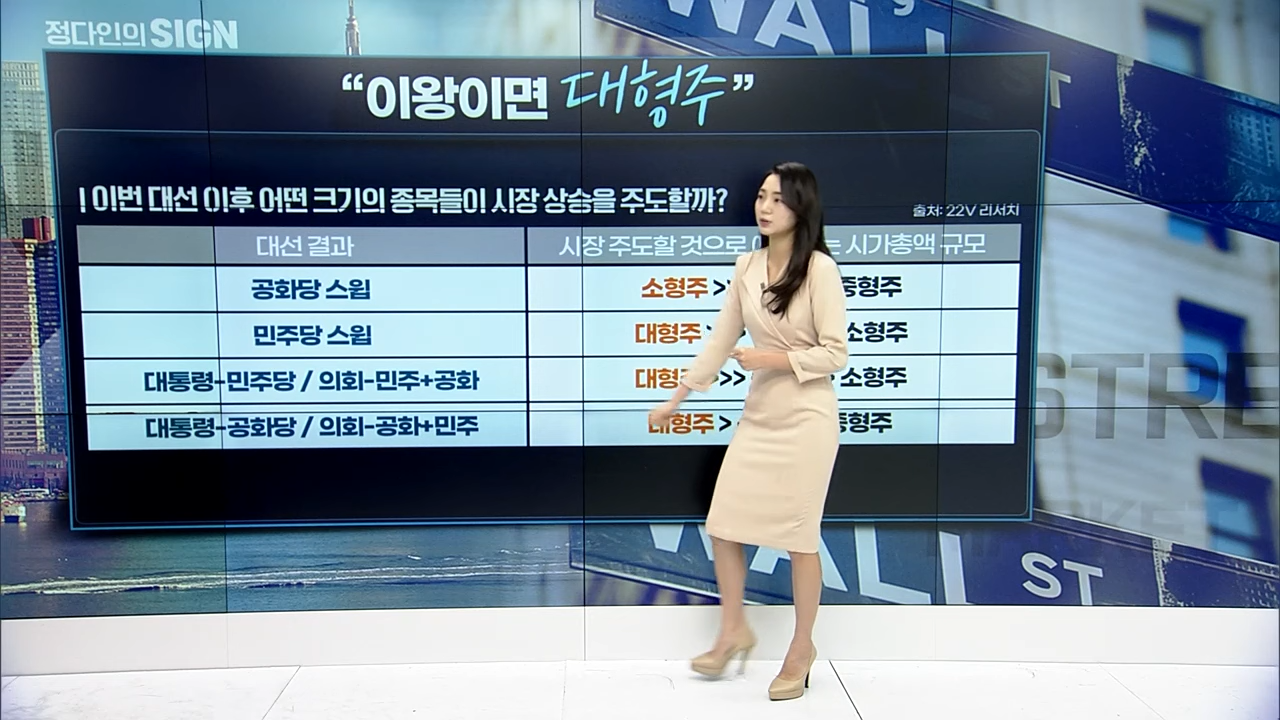 정다인의 SIGN
WALL
“이왕이면 대형주”
| 이번 대선 이후 어떤 크기의 종목들이 시장 상승을 주도할까?
출처: 22V 리서치
대선 결과 시장 주도할 것으로 시가총액 규모
공화당 스윕 소형주 > 중형주
민주당 스윕 대형주 소형주
대통령-민주당 / 의회-민주+공화 >> 소형주
대통령-공화당 / 의회-공화+민주 대형주 > 중형주
STRE
WALL ST